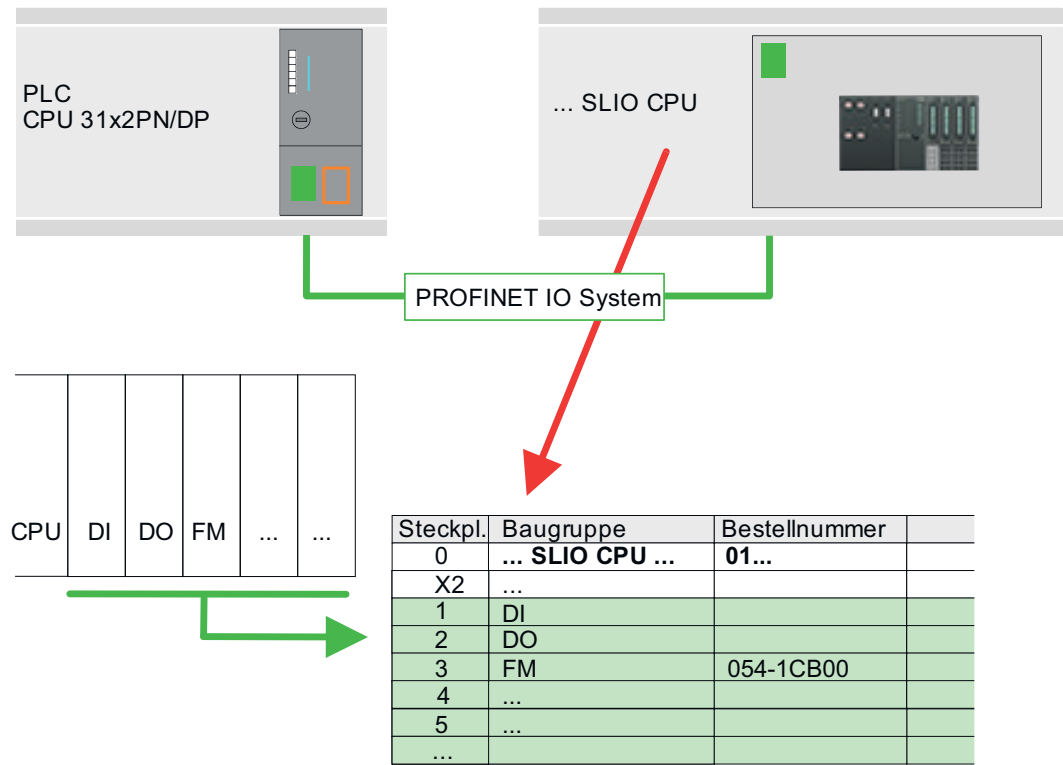 PLC
CPU 31x2PN/DP
... SLIO CPU
PROFINET IO System
CPU DI DO FM ... ...
Steckpl. Baugruppe Bestellnummer
0 ... SLIO CPU ... 01...
X2 ...
1 DI
2 DO
3 FM 054-1CB00
4 ...
5 ...
...